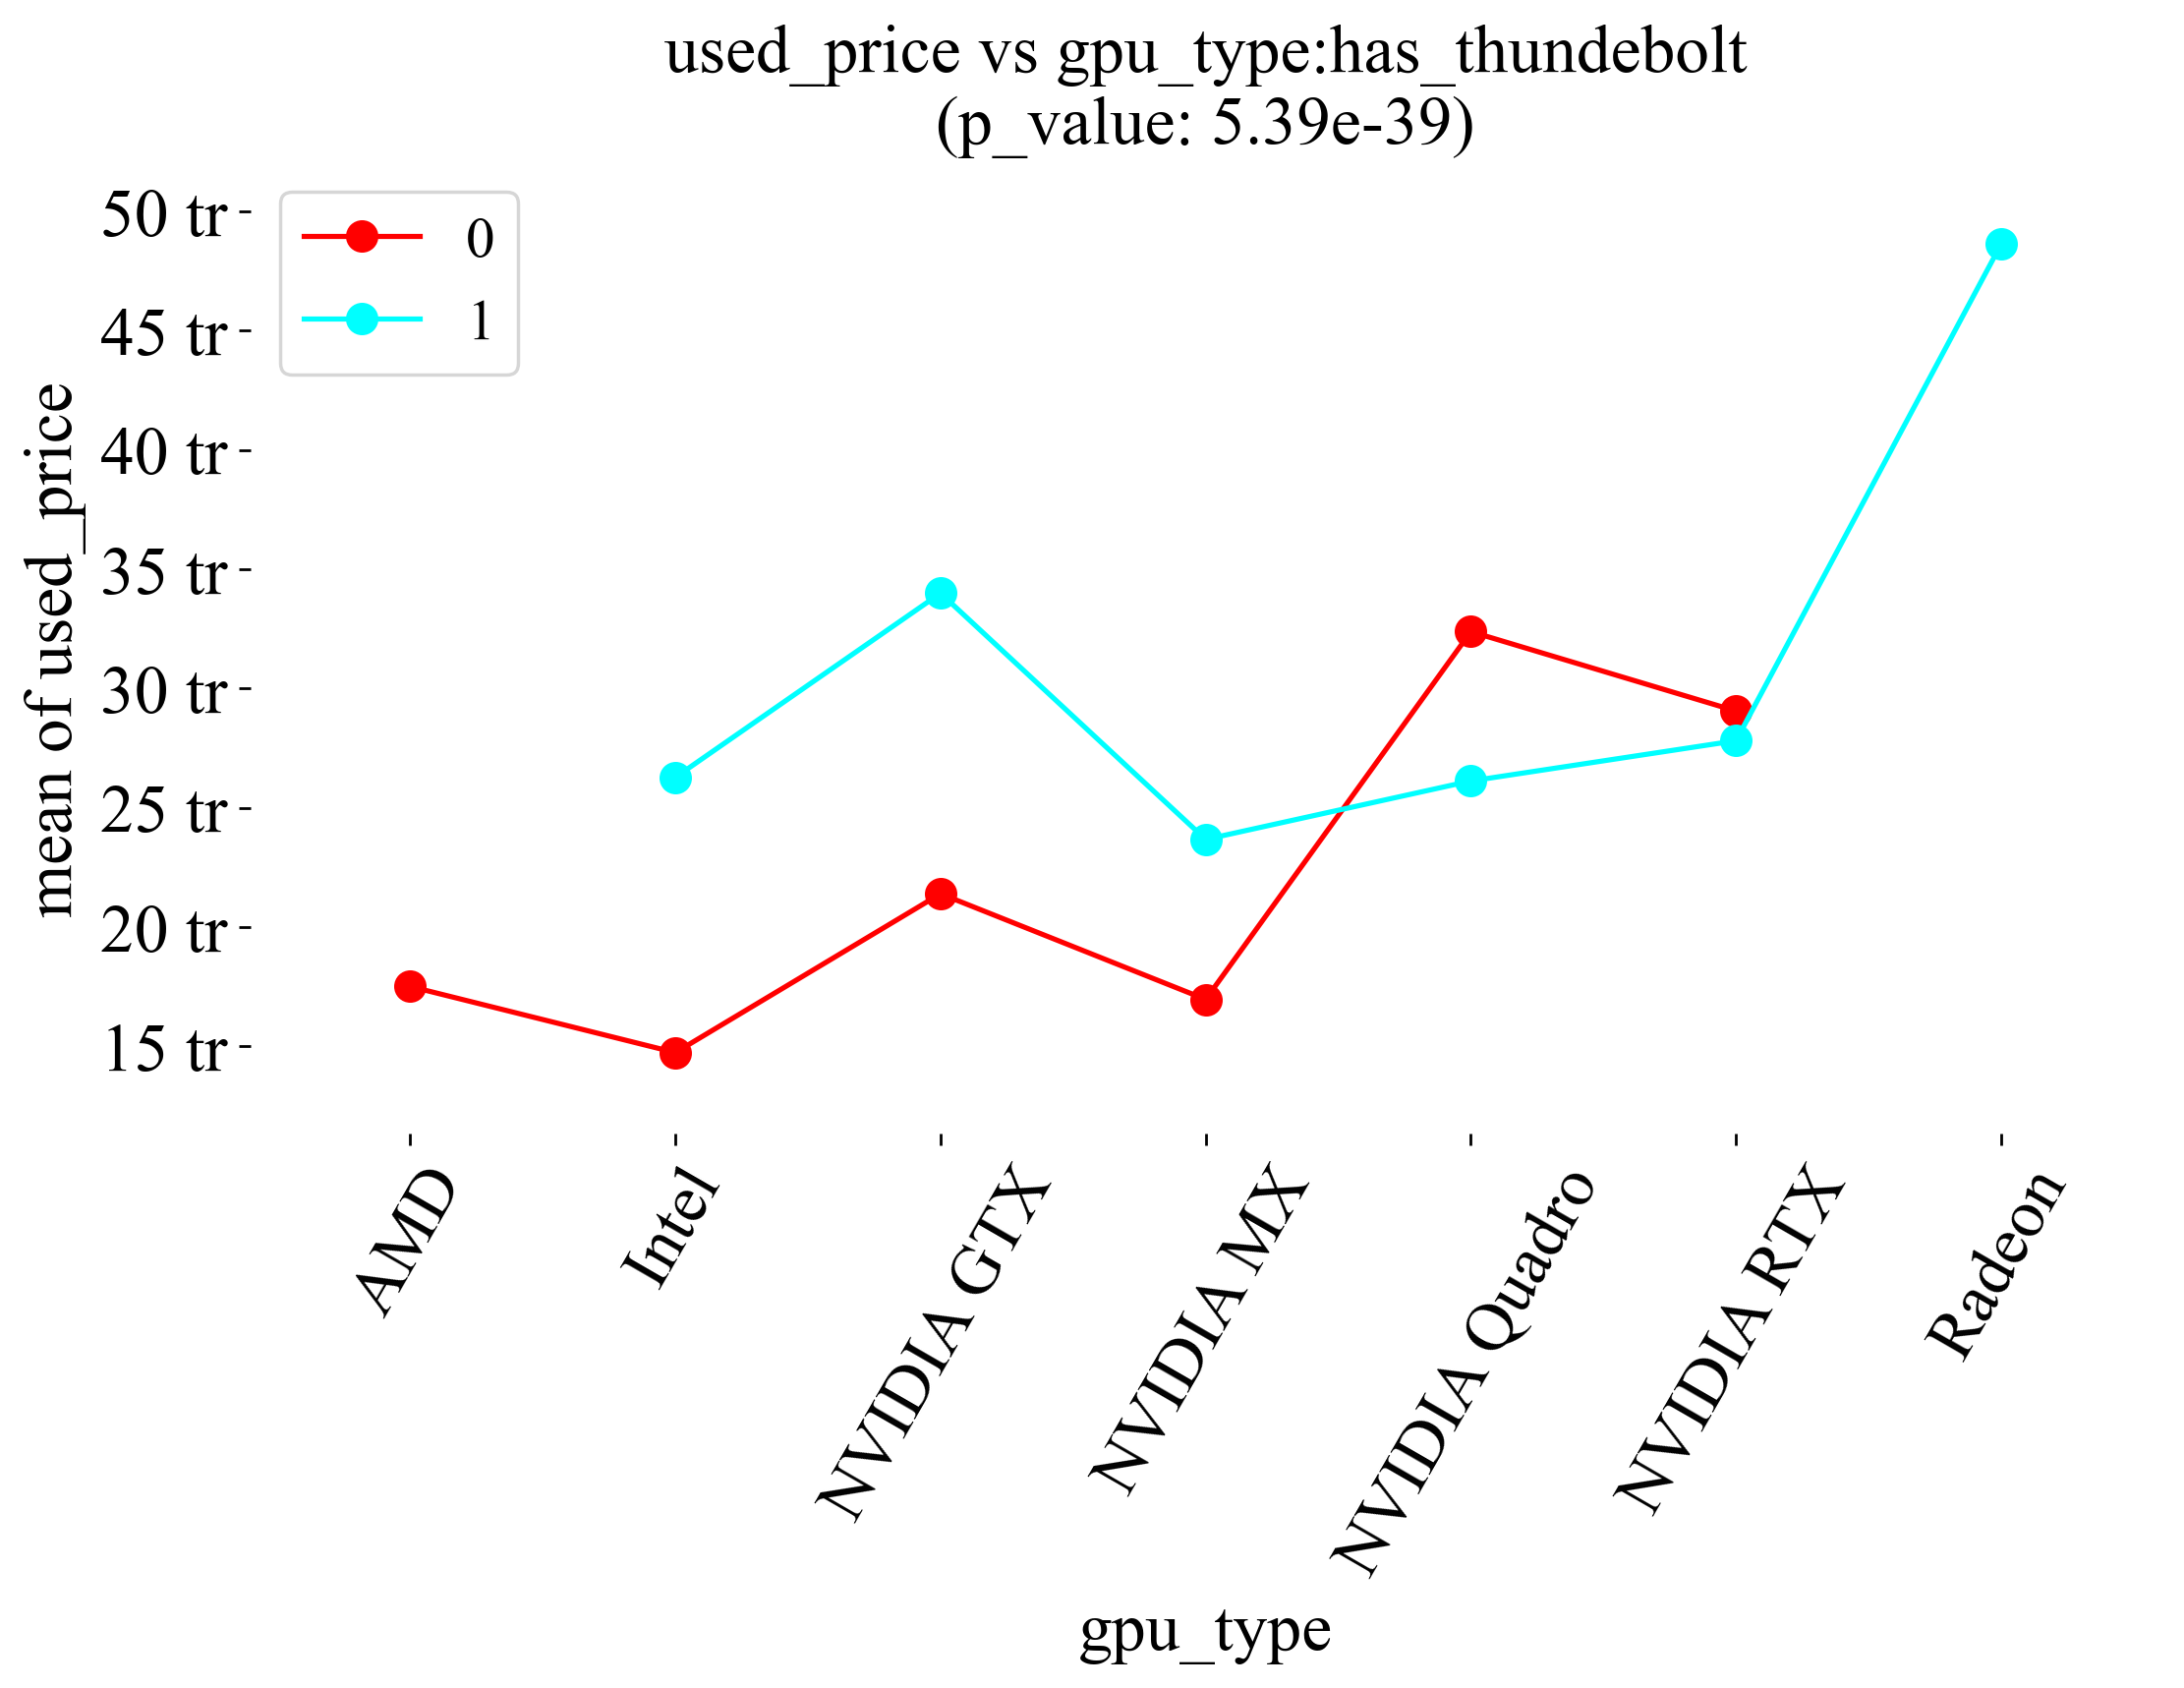 used_price vs gpu_type:has_thundebolt
(p_value: 5.39e-39)
50 tr
45 tr
40 tr
35 tr
30 tr
25 tr
20 tr
15 tr
0
1
mean of used_price
AMD
Intel
NVIDIA GTX
NVIDIA MX
NVIDIA Quadro
NVIDIA RTX
Radeon
gpu_type